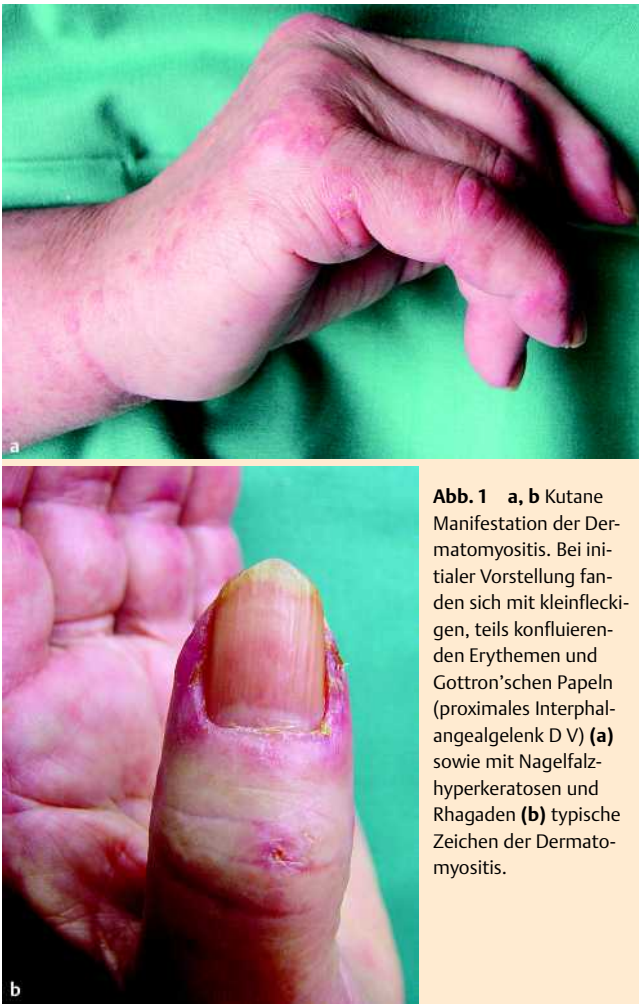 a
b
Abb. 1 a, b Kutane
Manifestation der Der-
matomyositis. Bei ini-
tialer Vorstellung fan-
den sich mit kleinflecki-
gen, teils konfluieren-
den Erythemen und
Gottron’schen Papeln
(proximales Interphal-
angealgelenk D V) (a)
sowie mit Nagelfalz-
hyperkeratosen und
Rhagaden (b) typische
Zeichen der Dermato-
myositis.